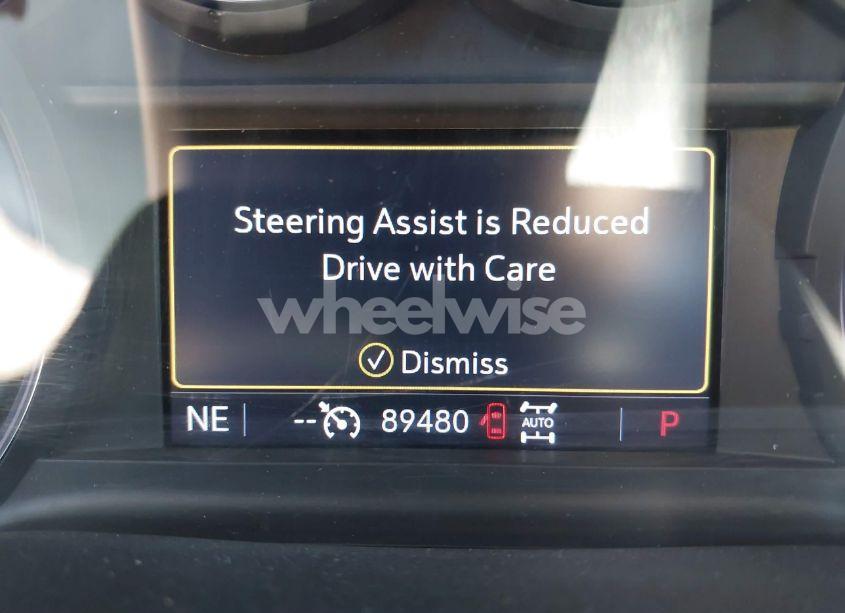 Steering Assist is Reduced
Drive with Care
wheelwise
Dismiss
NE -- 89480 AUTO P